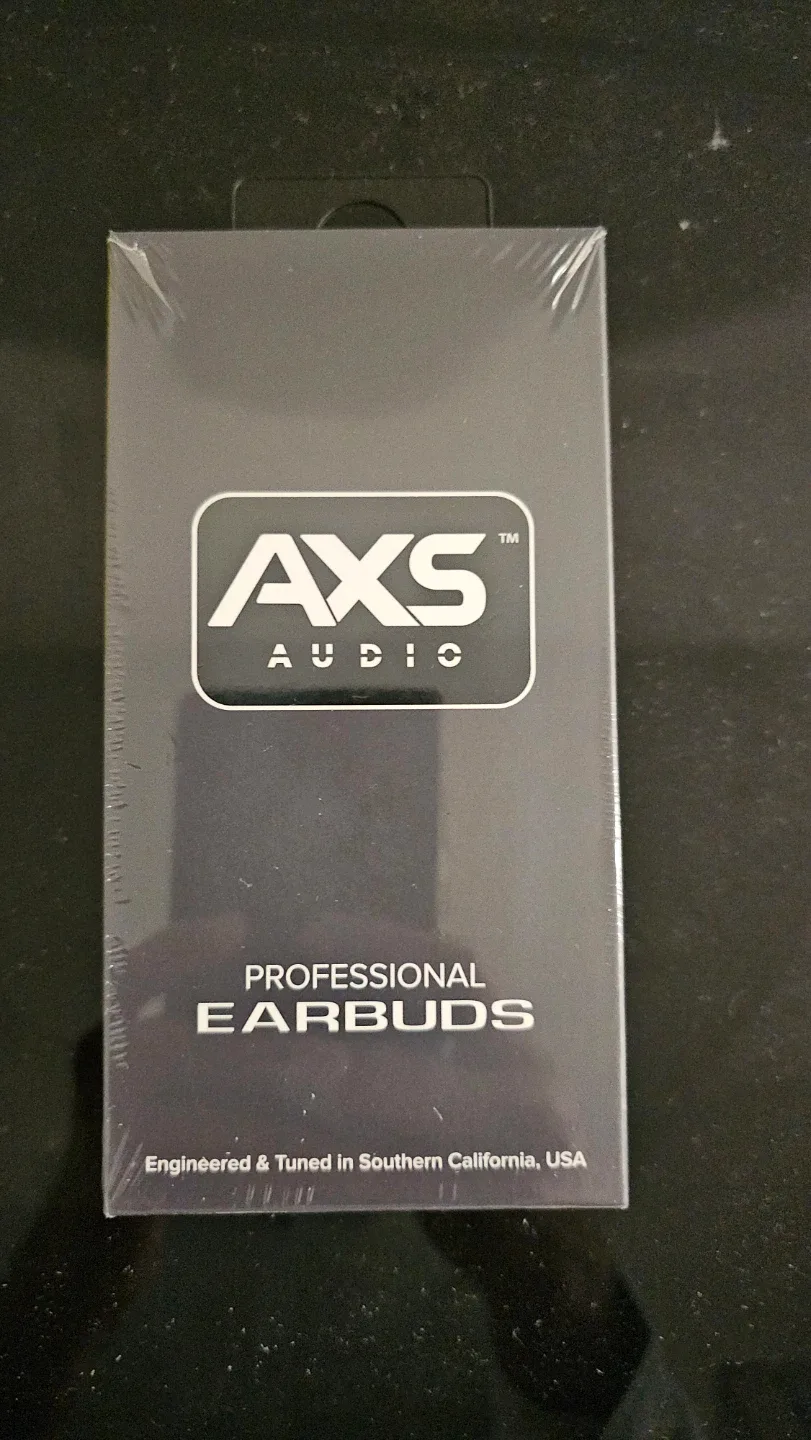 AXS™
AUDIO
PROFESSIONAL
EARBUDS
Engineered & Tuned in Southern California, USA